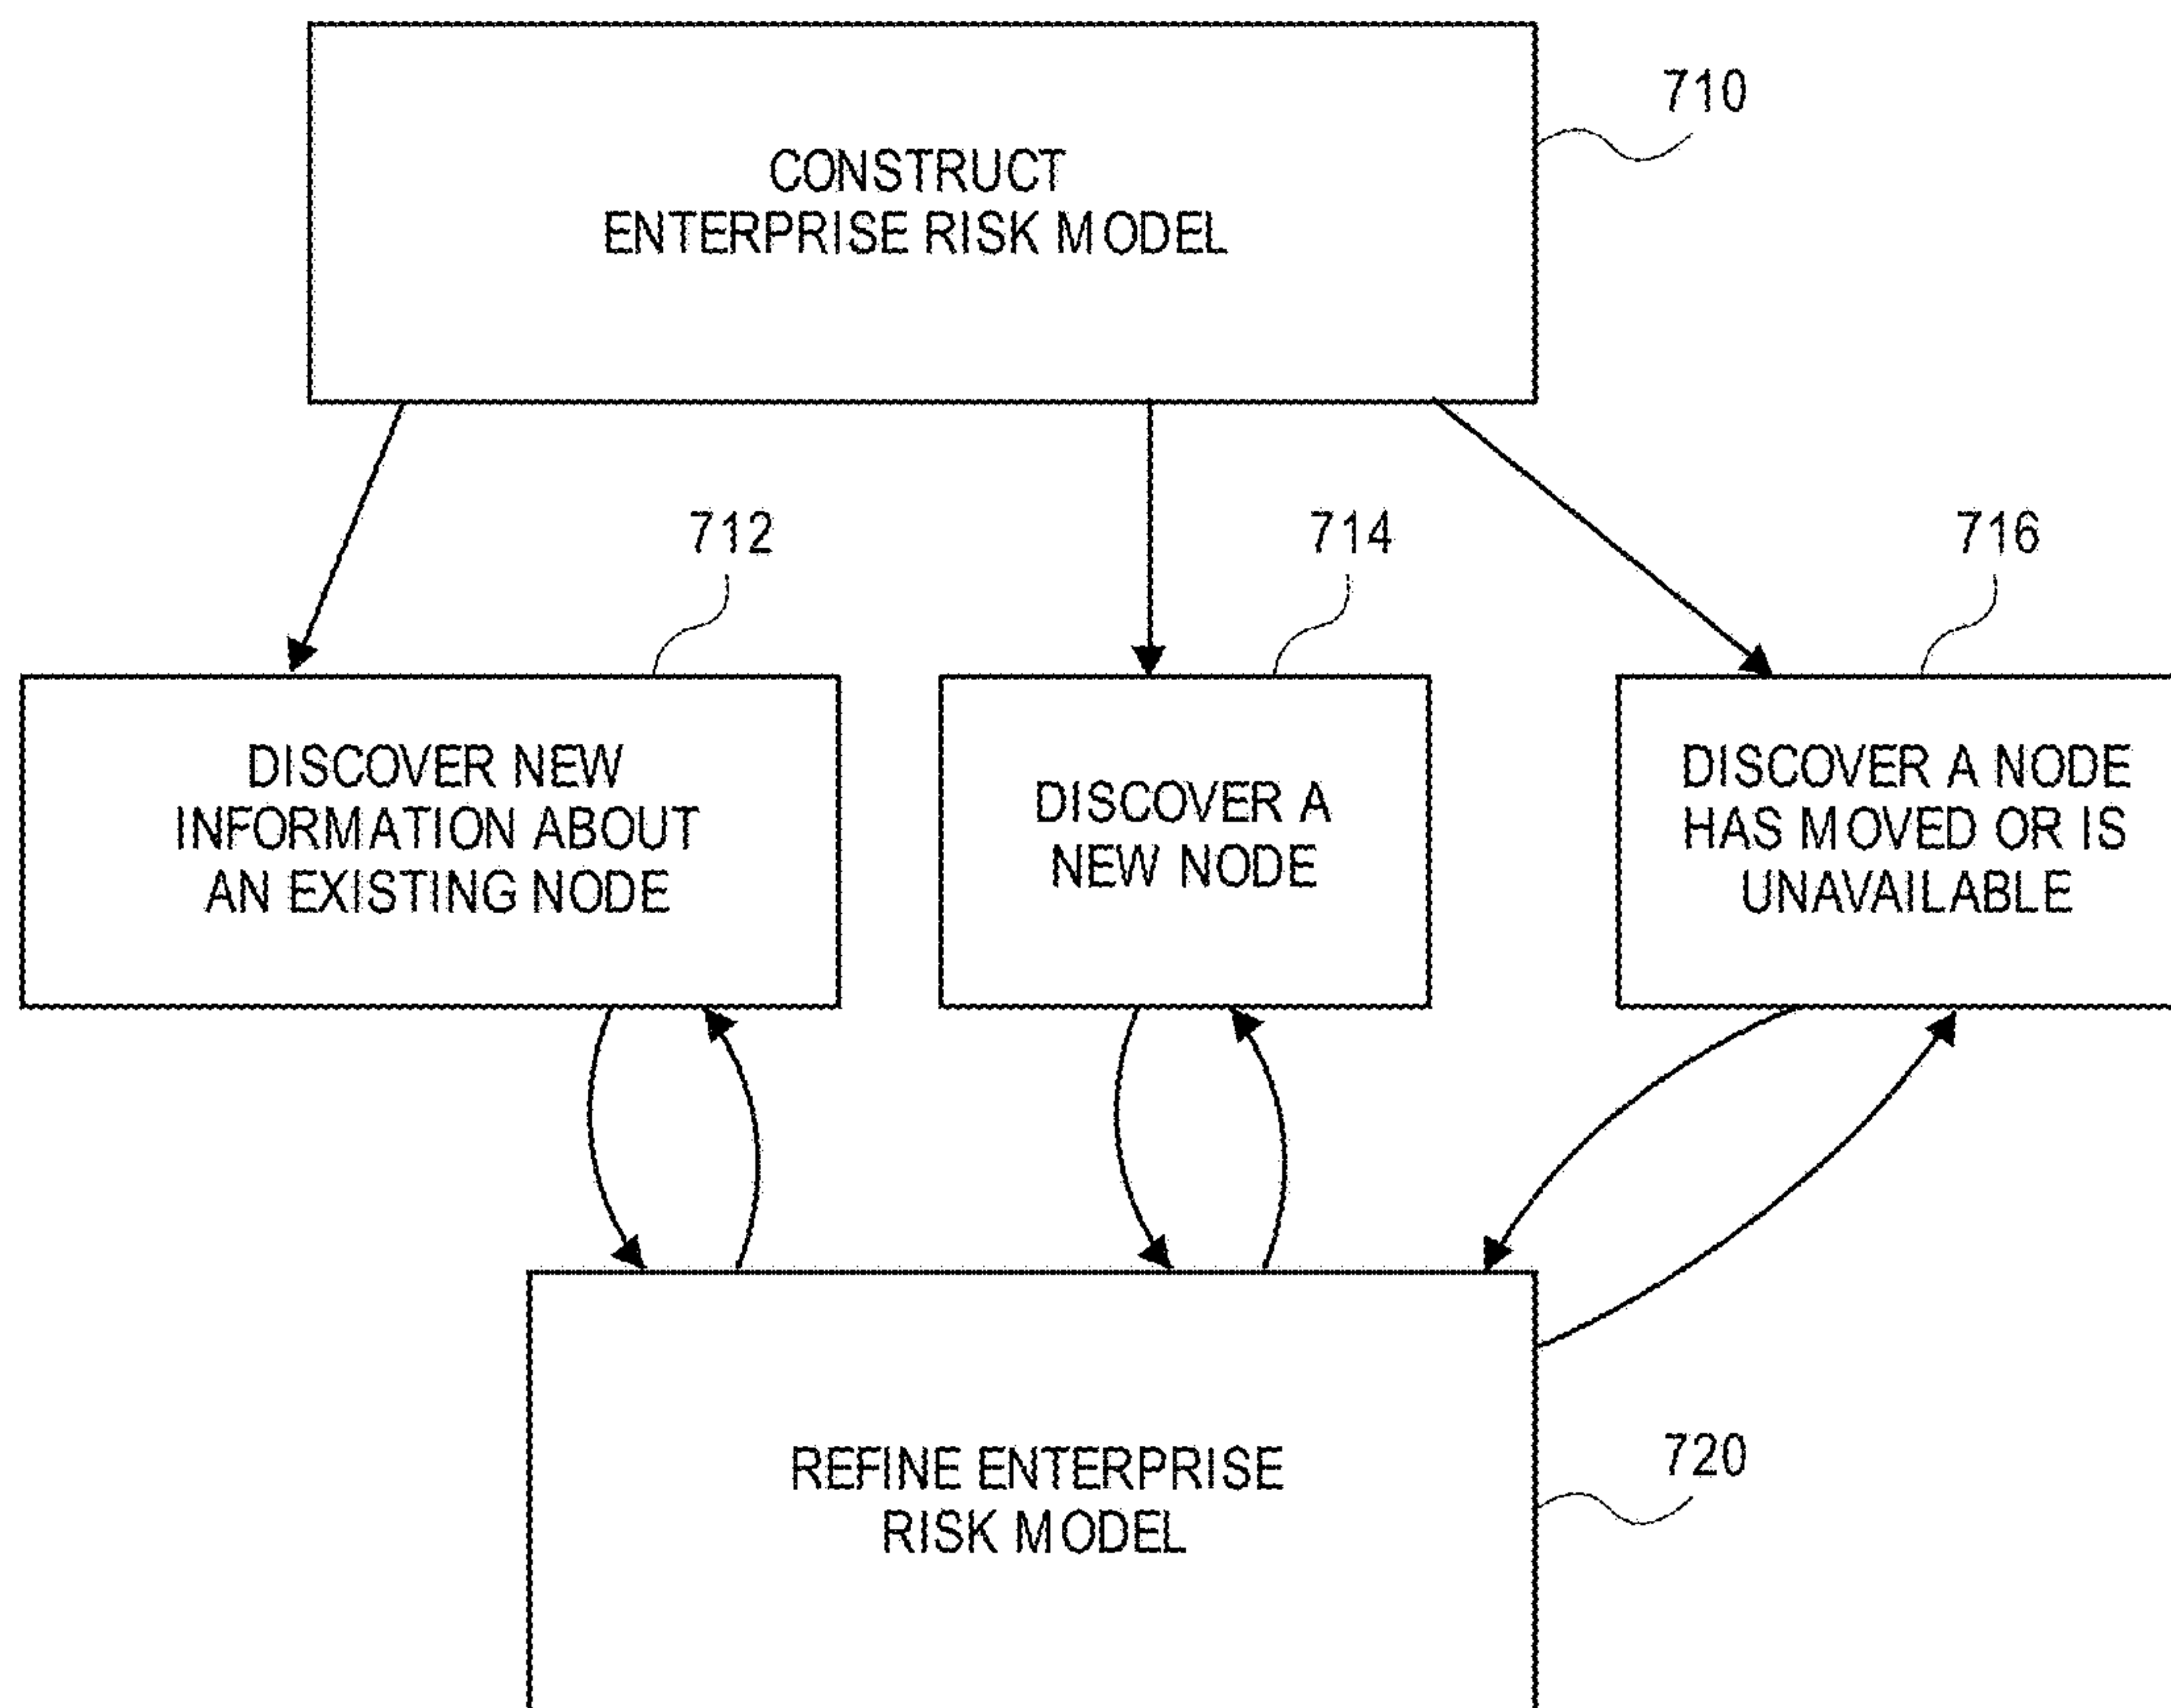 710
CONSTRUCT
ENTERPRISE RISK MODEL
712
714
716
DISCOVER NEW
INFORMATION ABOUT
AN EXISTING NODE
DISCOVER A
NEW NODE
DISCOVER A NODE
HAS MOVED OR IS
UNAVAILABLE
REFINE ENTERPRISE
RISK MODEL
720